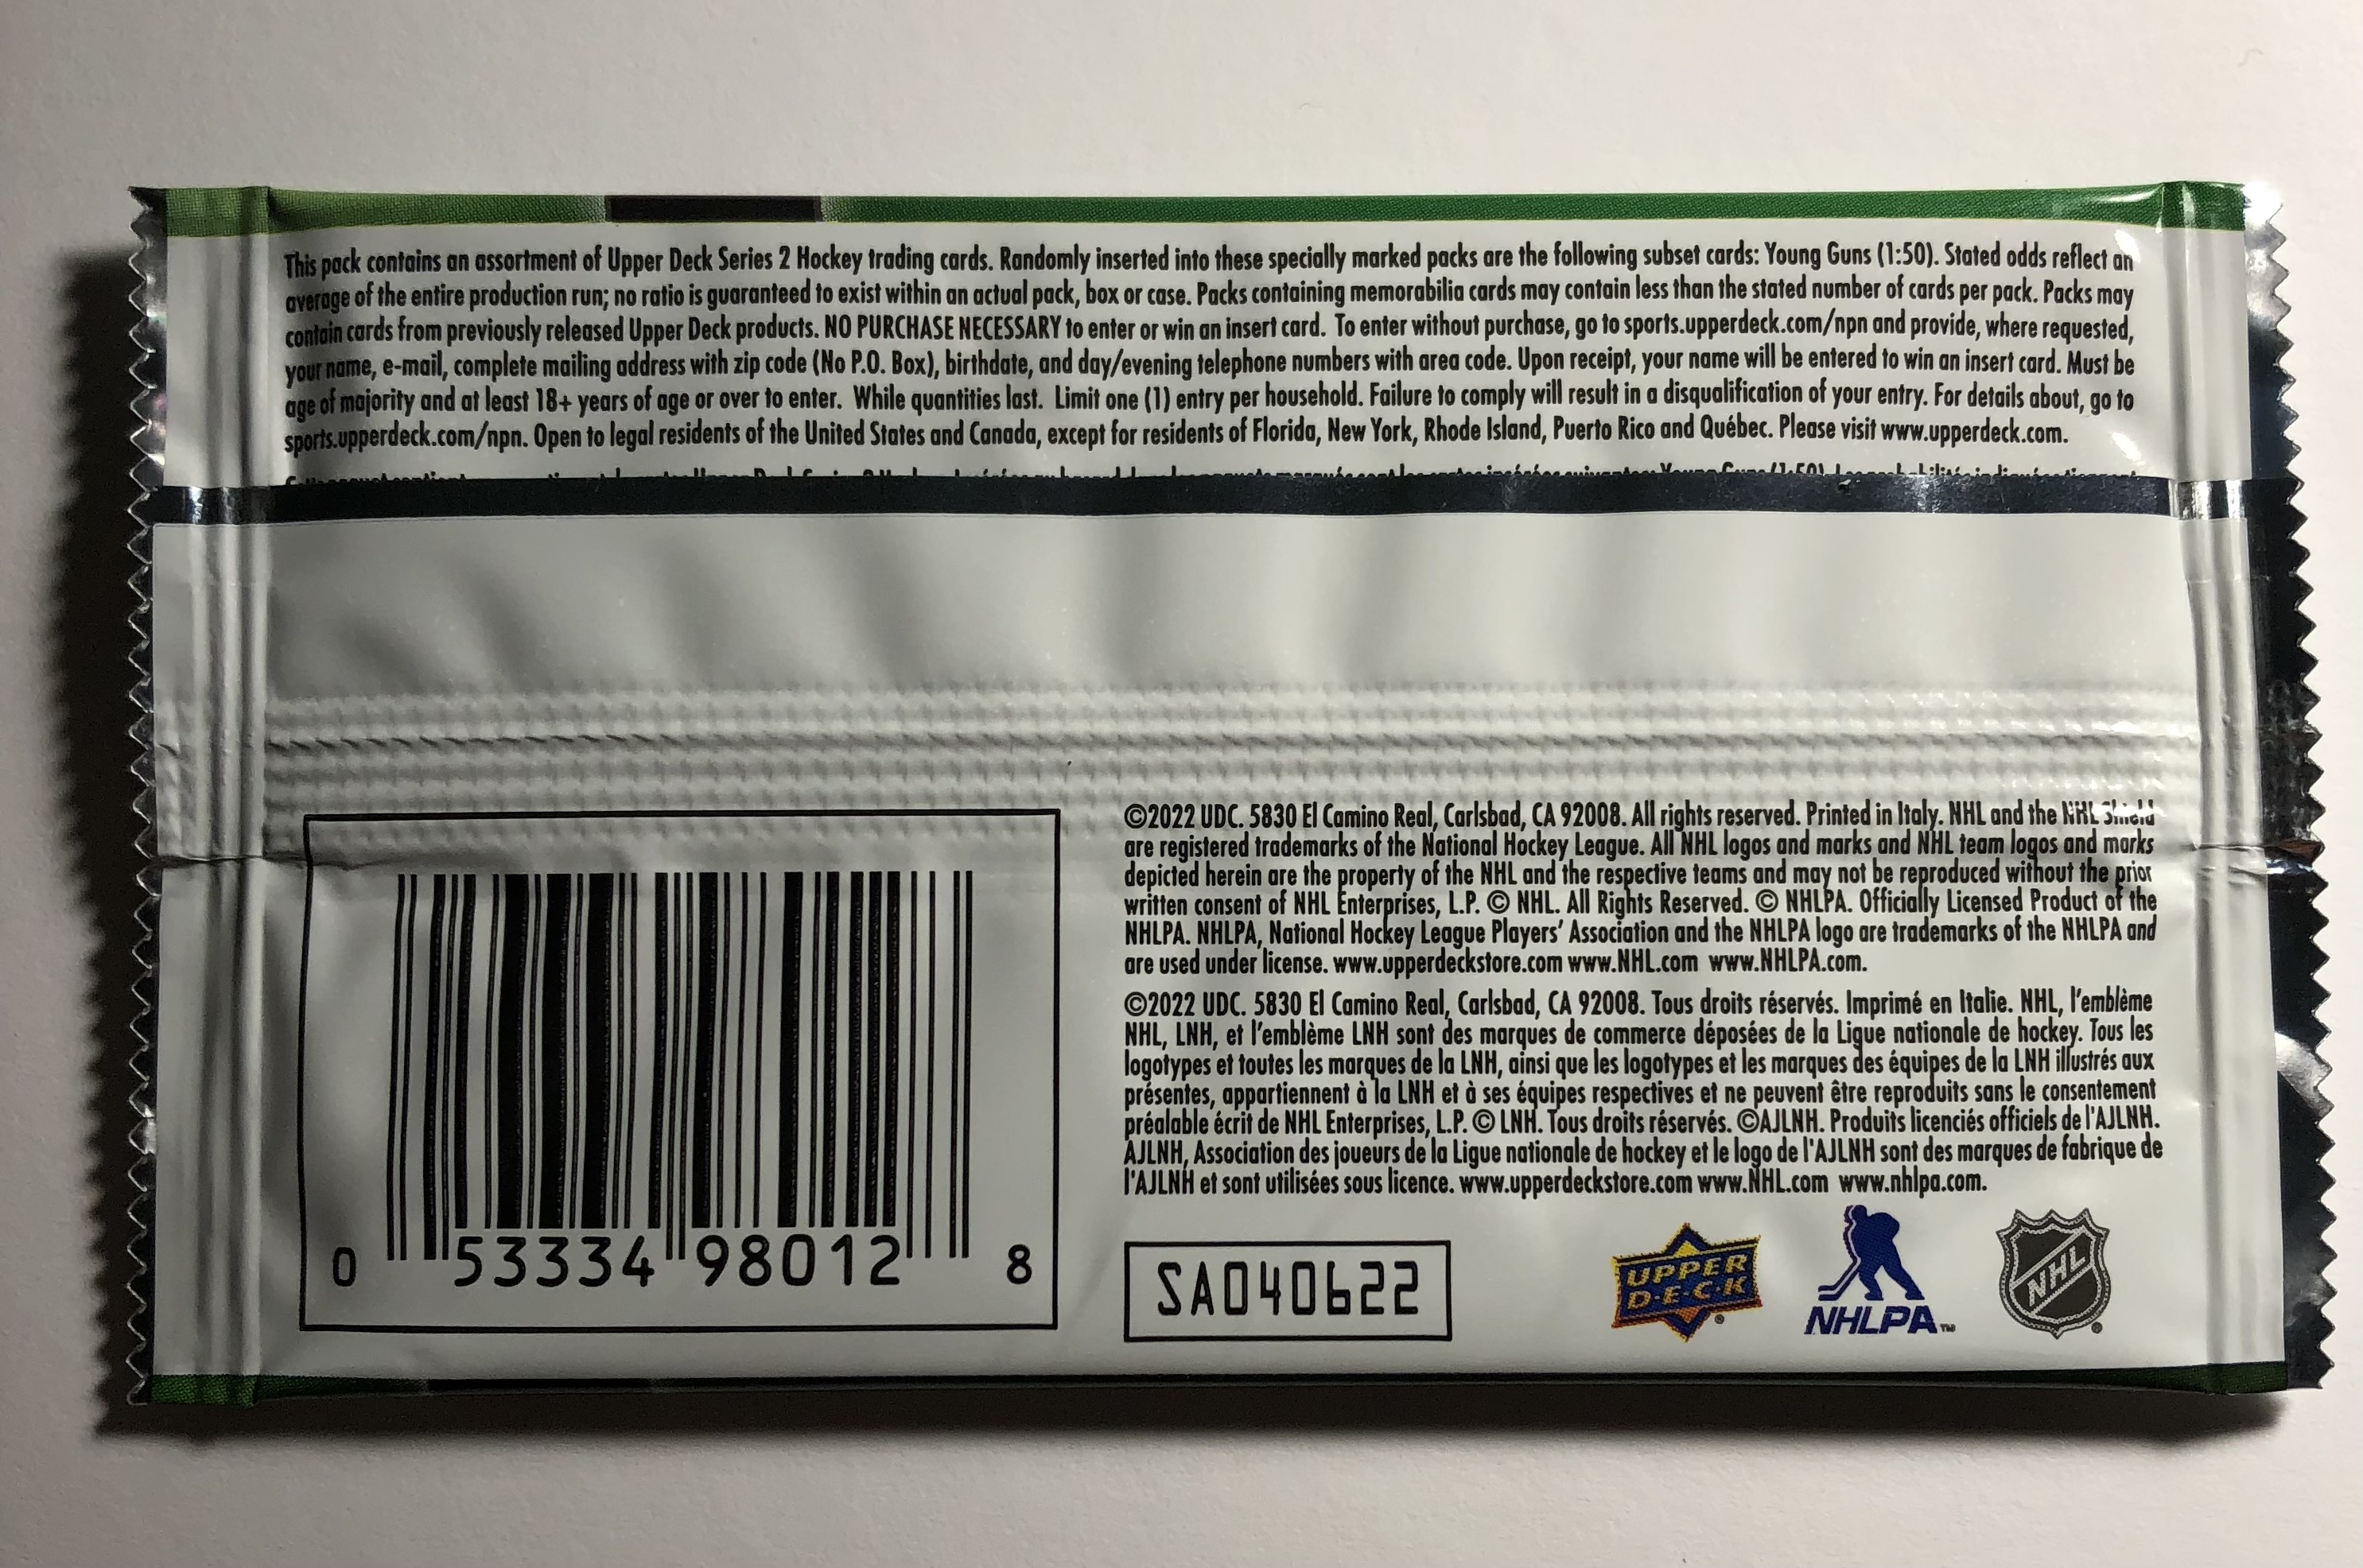 This pack contains an assortment of Upper Deck Series 2 Hockey trading cards. Randomly inserted into these specially marked packs are the following subset cards: Young Guns (1:50). Stated odds reflect an
average of the entire production run; no ratio is guaranteed to exist within an actual pack, box or case. Packs containing memorabilia cards may contain less than the stated number of cards per pack. Packs may
contain cards from previously released Upper Deck products. NO PURCHASE NECESSARY to enter or win an insert card. To enter without purchase, go to sports.upperdeck.com/npn and provide, where requested,
your name, e-mail, complete mailing address with zip code (No P.O. Box), birthdate, and day/evening telephone numbers with area code. Upon receipt, your name will be entered to win an insert card. Must be
age of majority and at least 18+ years of age or over to enter. While quantities last. Limit one (1) entry per household. Failure to comply will result in a disqualification of your entry. For details about, go to
sports.upperdeck.com/npn. Open to legal residents of the United States and Canada, except for residents of Florida, New York, Rhode Island, Puerto Rico and Québec. Please visit www.upperdeck.com.
©2022 UDC. 5830 El Camino Real, Carlsbad, CA 92008. All rights reserved. Printed in Italy. NHL and the NHL Shield
are registered trademarks of the National Hockey League. All NHL logos and marks and NHL team logos and marks
depicted herein are the property of the NHL and the respective teams and may not be reproduced without the prior
written consent of NHL Enterprises, L.P. © NHL. All Rights Reserved. © NHLPA. Officially Licensed Product of the
NHLPA. NHLPA, National Hockey League Players' Association and the NHLPA logo are trademarks of the NHLPA and
are used under license. www.upperdeckstore.com www.NHL.com www.NHLPA.com.
©2022 UDC. 5830 El Camino Real, Carlsbad, CA 92008. Tous droits réservés. Imprimé en Italie. NHL, l'emblème
NHL, LNH, et l'emblème LNH sont des marques de commerce déposées de la Ligue nationale de hockey. Tous les
logotypes et toutes les marques de la LNH, ainsi que les logotypes et les marques des équipes de la LNH illustrés aux
présentes, appartiennent à la LNH et à ses équipes respectives et ne peuvent être reproduits sans le consentement
préalable écrit de NHL Enterprises, L.P. © LNH. Tous droits réservés. ©AJLNH. Produits licenciés officiels de l'AJLNH.
AJLNH, Association des joueurs de la Ligue nationale de hockey et le logo de l'AJLNH sont des marques de fabrique de
l'AJLNH et sont utilisées sous licence. www.upperdeckstore.com www.NHL.com www.nhlpa.com.
0 53334 98012 8
SA040622
UPPER
D·E·C·K
NHLPA™
NHL